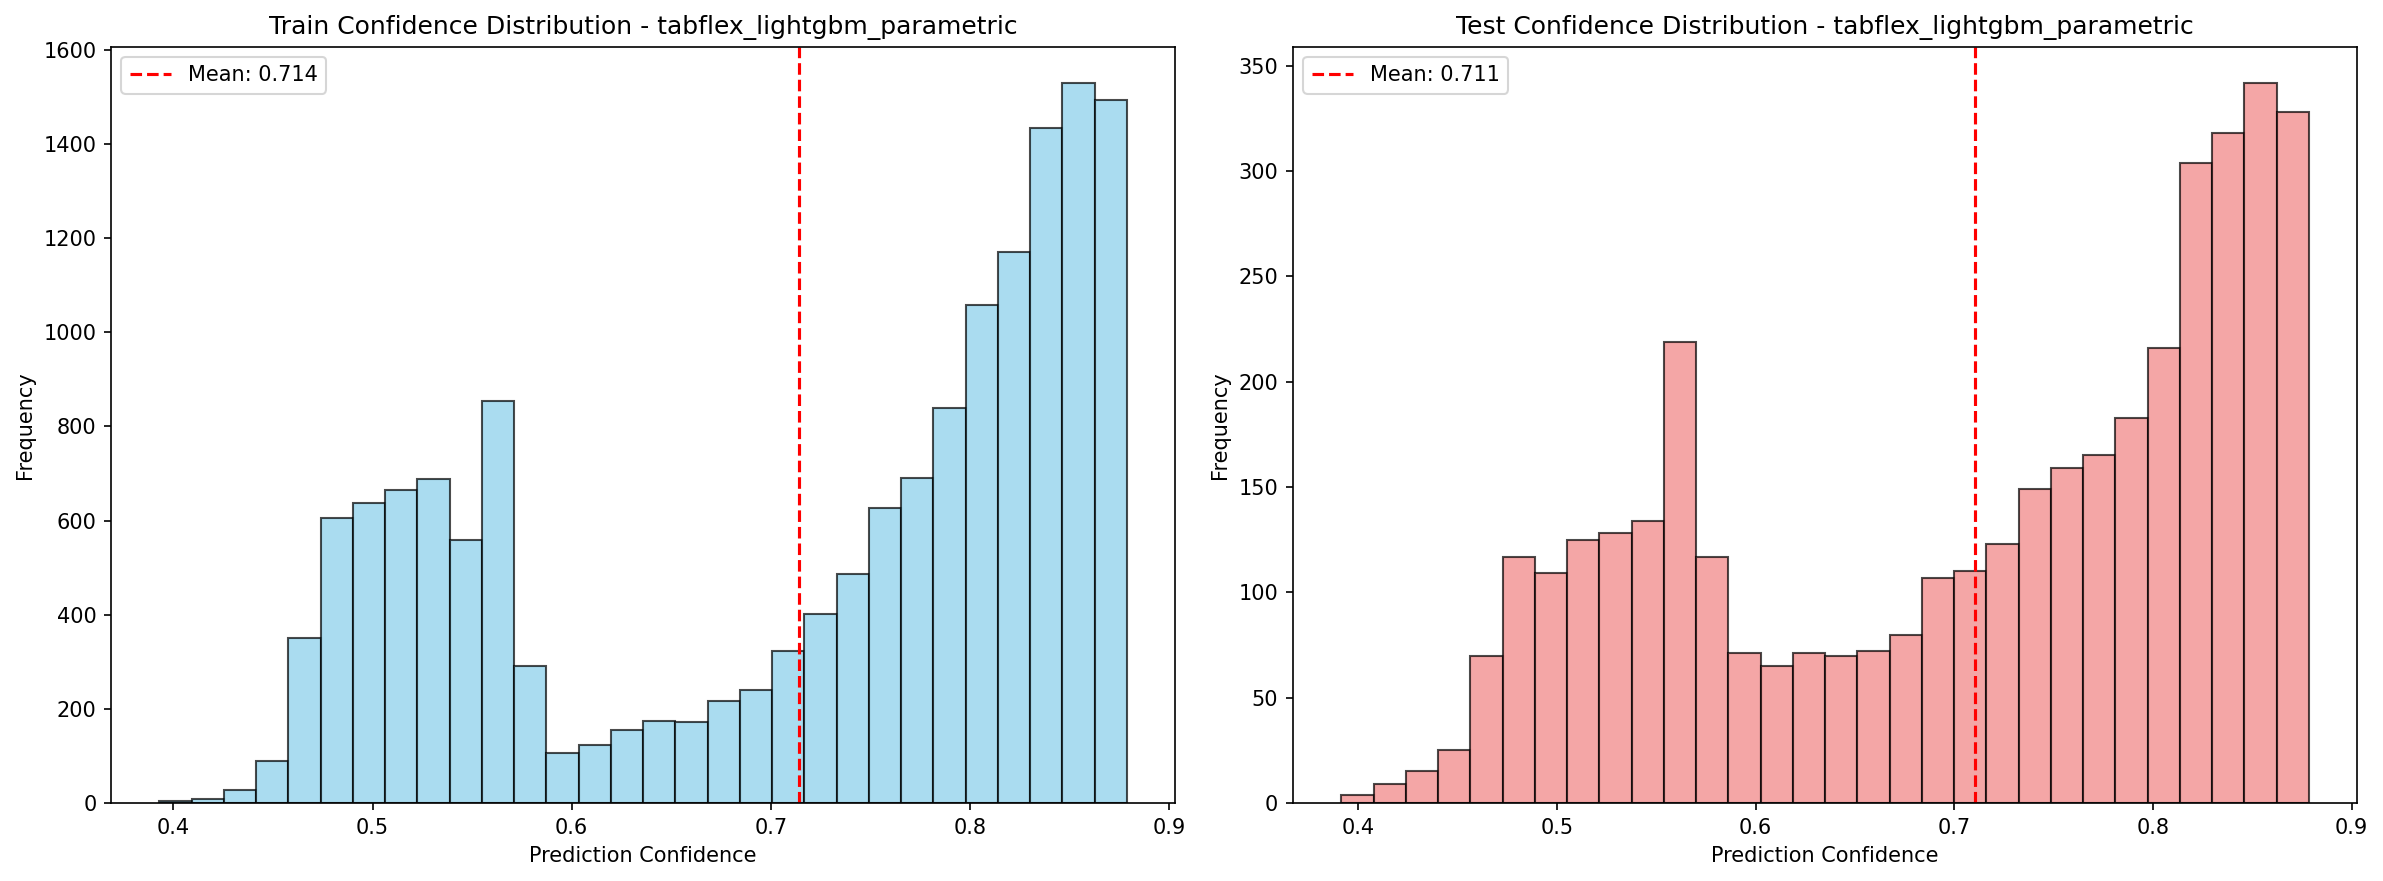 Train Confidence Distribution - tabflex_lightgbm_parametric
Mean: 0.714
1600
1400
1200
1000
800
600
400
200
0
Frequency
0.4 0.5 0.6 0.7 0.8 0.9
Prediction Confidence
Test Confidence Distribution - tabflex_lightgbm_parametric
Mean: 0.711
350
300
250
200
150
100
50
0
Frequency
0.4 0.5 0.6 0.7 0.8 0.9
Prediction Confidence